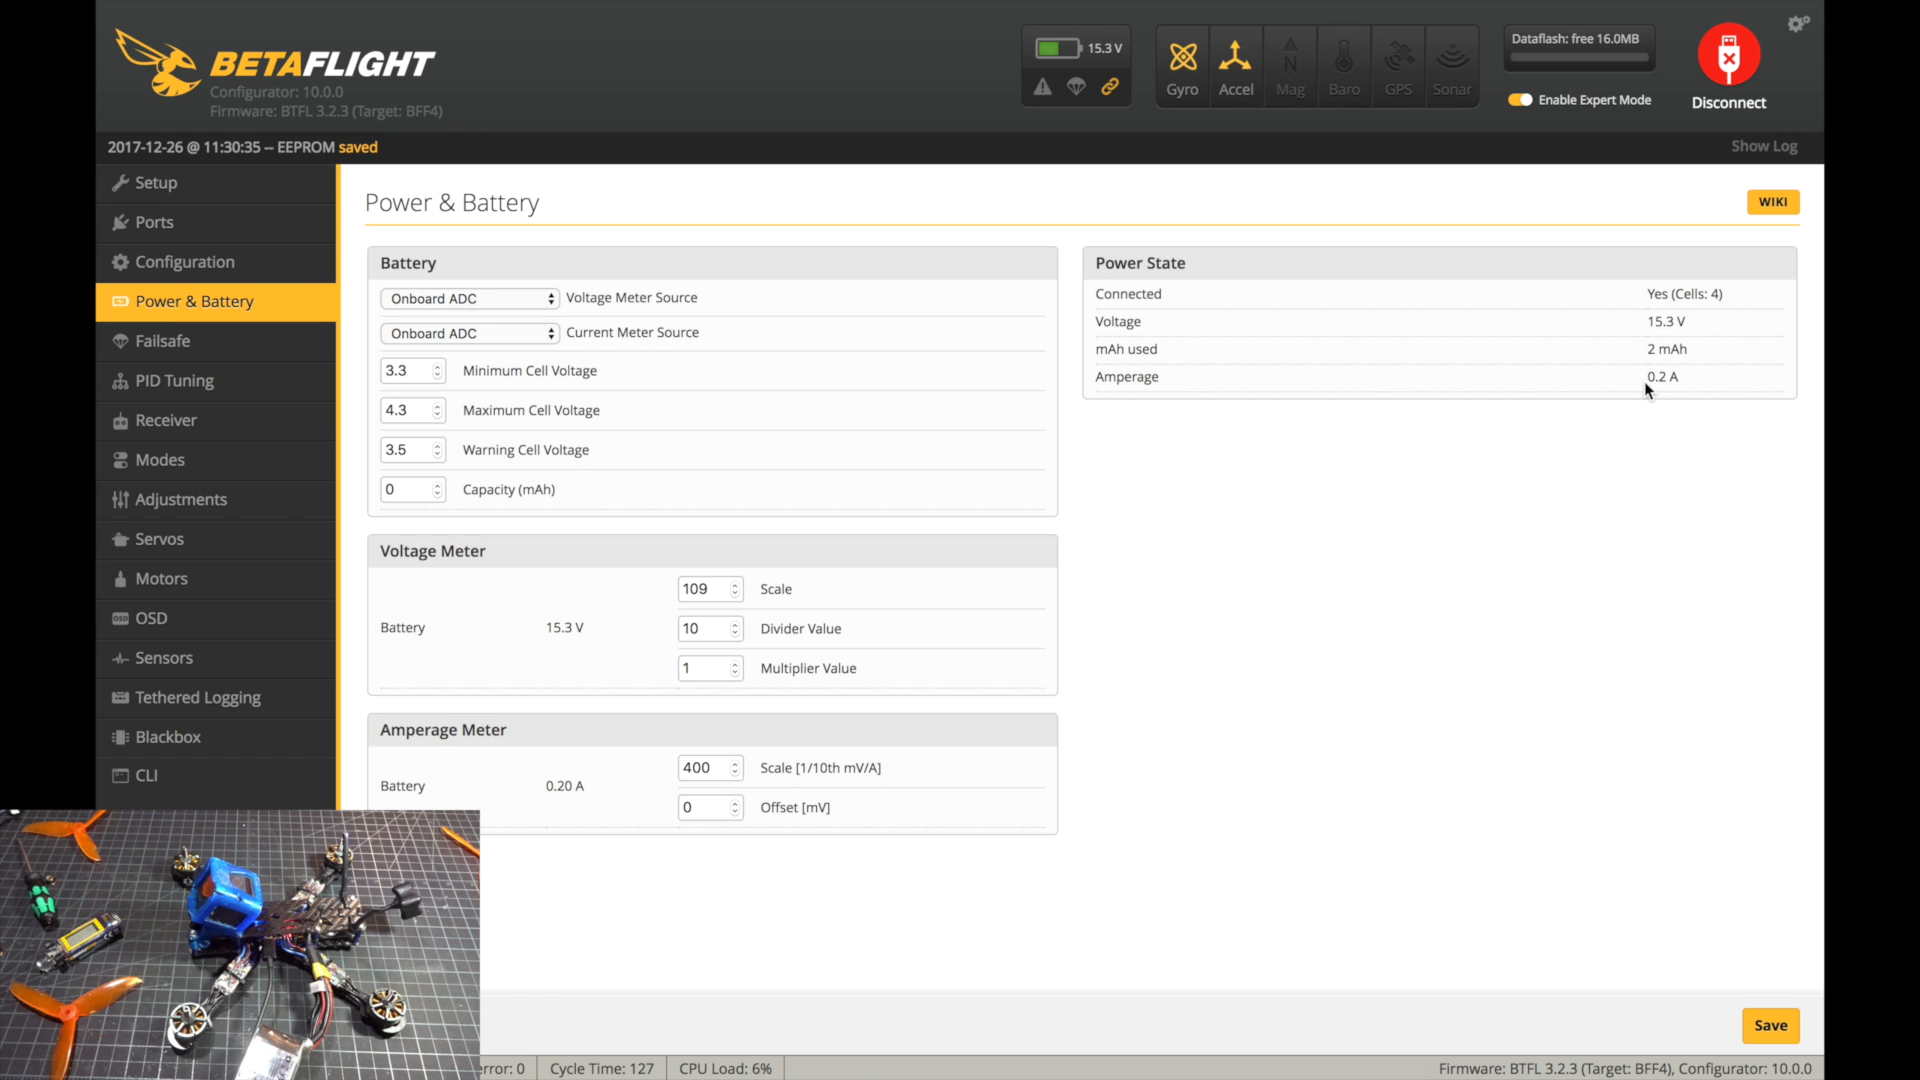 BETAFLIGHT
Configurator: 10.0.0
Firmware: BTFL 3.2.3 (Target: BFF4)
15.3 V
Gyro
Accel
Mag
Baro
GPS
Sonar
Dataflash: free 16.0MB
Enable Expert Mode
Disconnect
2017-12-26 @ 11:30:35 -- EEPROM saved
Show Log
Setup
Ports
Configuration
Power & Battery
Failsafe
PID Tuning
Receiver
Modes
Adjustments
Servos
Motors
OSD
Sensors
Tethered Logging
Blackbox
CLI
Power & Battery
WIKI
Battery
Onboard ADC Voltage Meter Source
Onboard ADC Current Meter Source
3.3 Minimum Cell Voltage
4.3 Maximum Cell Voltage
3.5 Warning Cell Voltage
0 Capacity (mAh)
Voltage Meter
109 Scale
Battery 15.3 V 10 Divider Value
1 Multiplier Value
Amperage Meter
400 Scale [1/10th mV/A]
Battery 0.20 A
0 Offset [mV]
Power State
Connected Yes (Cells: 4)
Voltage 15.3 V
mAh used 2 mAh
Amperage 0.2 A
Save
error: 0 Cycle Time: 127 CPU Load: 6% Firmware: BTFL 3.2.3 (Target: BFF4), Configurator: 10.0.0